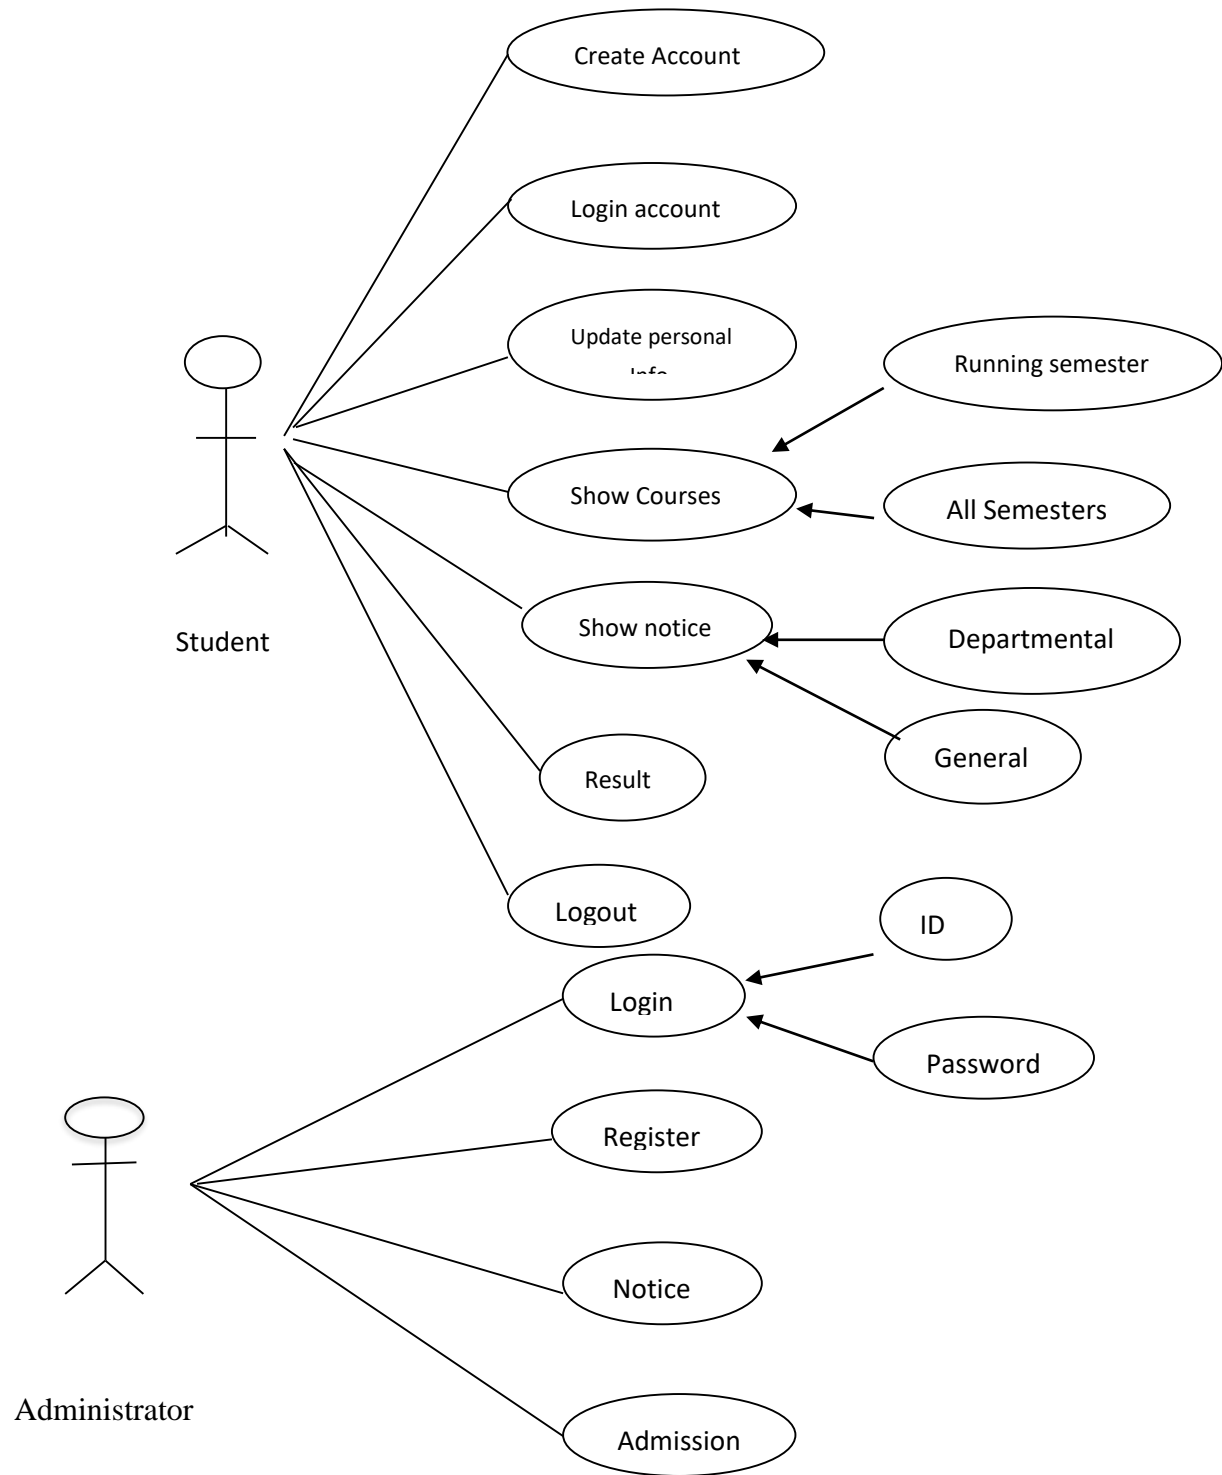 Create Account
Login account
Update personal
Info
Running semester
Show Courses
All Semesters
Show notice
Departmental
Student
General
Result
Logout
ID
Login
Password
Register
Notice
Administrator
Admission